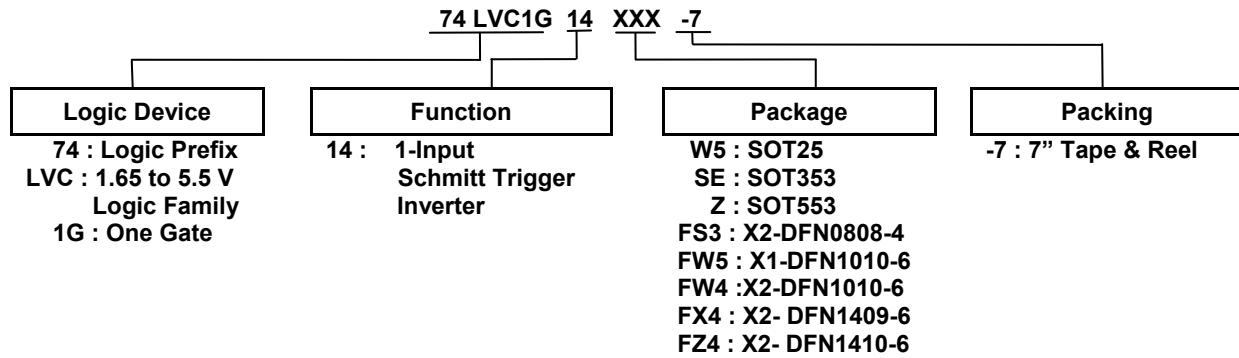 74 LVC1G 14 XXX -7
Logic Device
74 : Logic Prefix
LVC : 1.65 to 5.5 V
Logic Family
1G : One Gate
Function
14 : 1-Input
Schmitt Trigger
Inverter
Package
W5 : SOT25
SE : SOT353
Z : SOT553
FS3 : X2-DFN0808-4
FW5 : X1-DFN1010-6
FW4 :X2-DFN1010-6
FX4 : X2- DFN1409-6
FZ4 : X2- DFN1410-6
Packing
-7 : 7” Tape & Reel